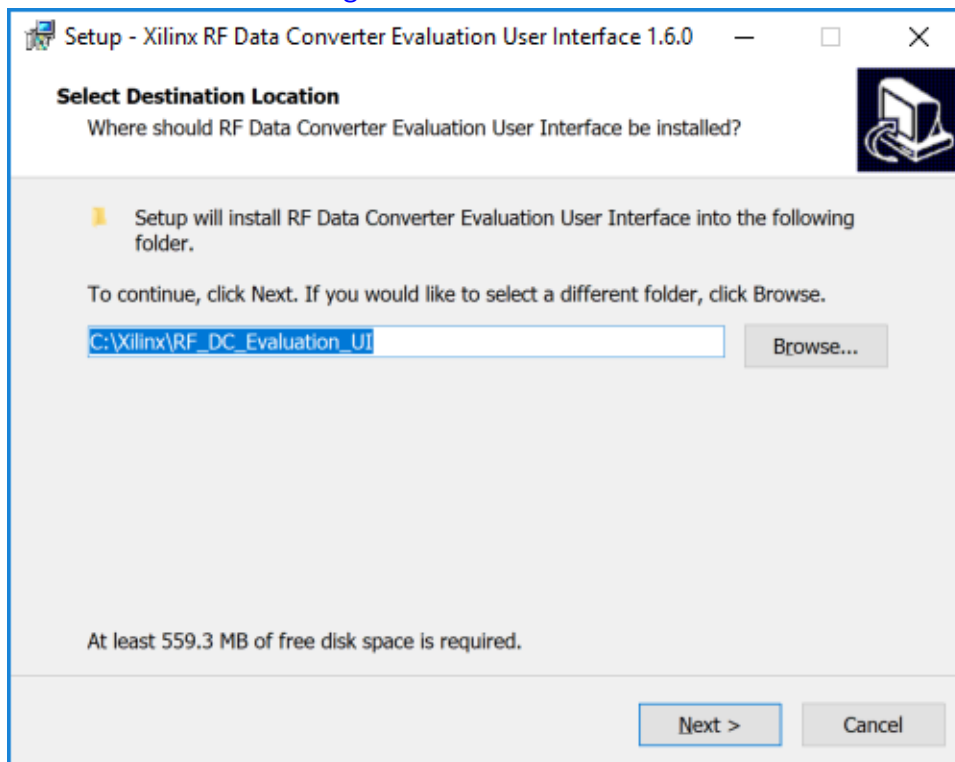 Setup - Xilinx RF Data Converter Evaluation User Interface 1.6.0
Select Destination Location
Where should RF Data Converter Evaluation User Interface be installed?
Setup will install RF Data Converter Evaluation User Interface into the following
folder.
To continue, click Next. If you would like to select a different folder, click Browse.
C:\Xilinx\RF_DC_Evaluation_UI
Browse...
At least 559.3 MB of free disk space is required.
Next >
Cancel